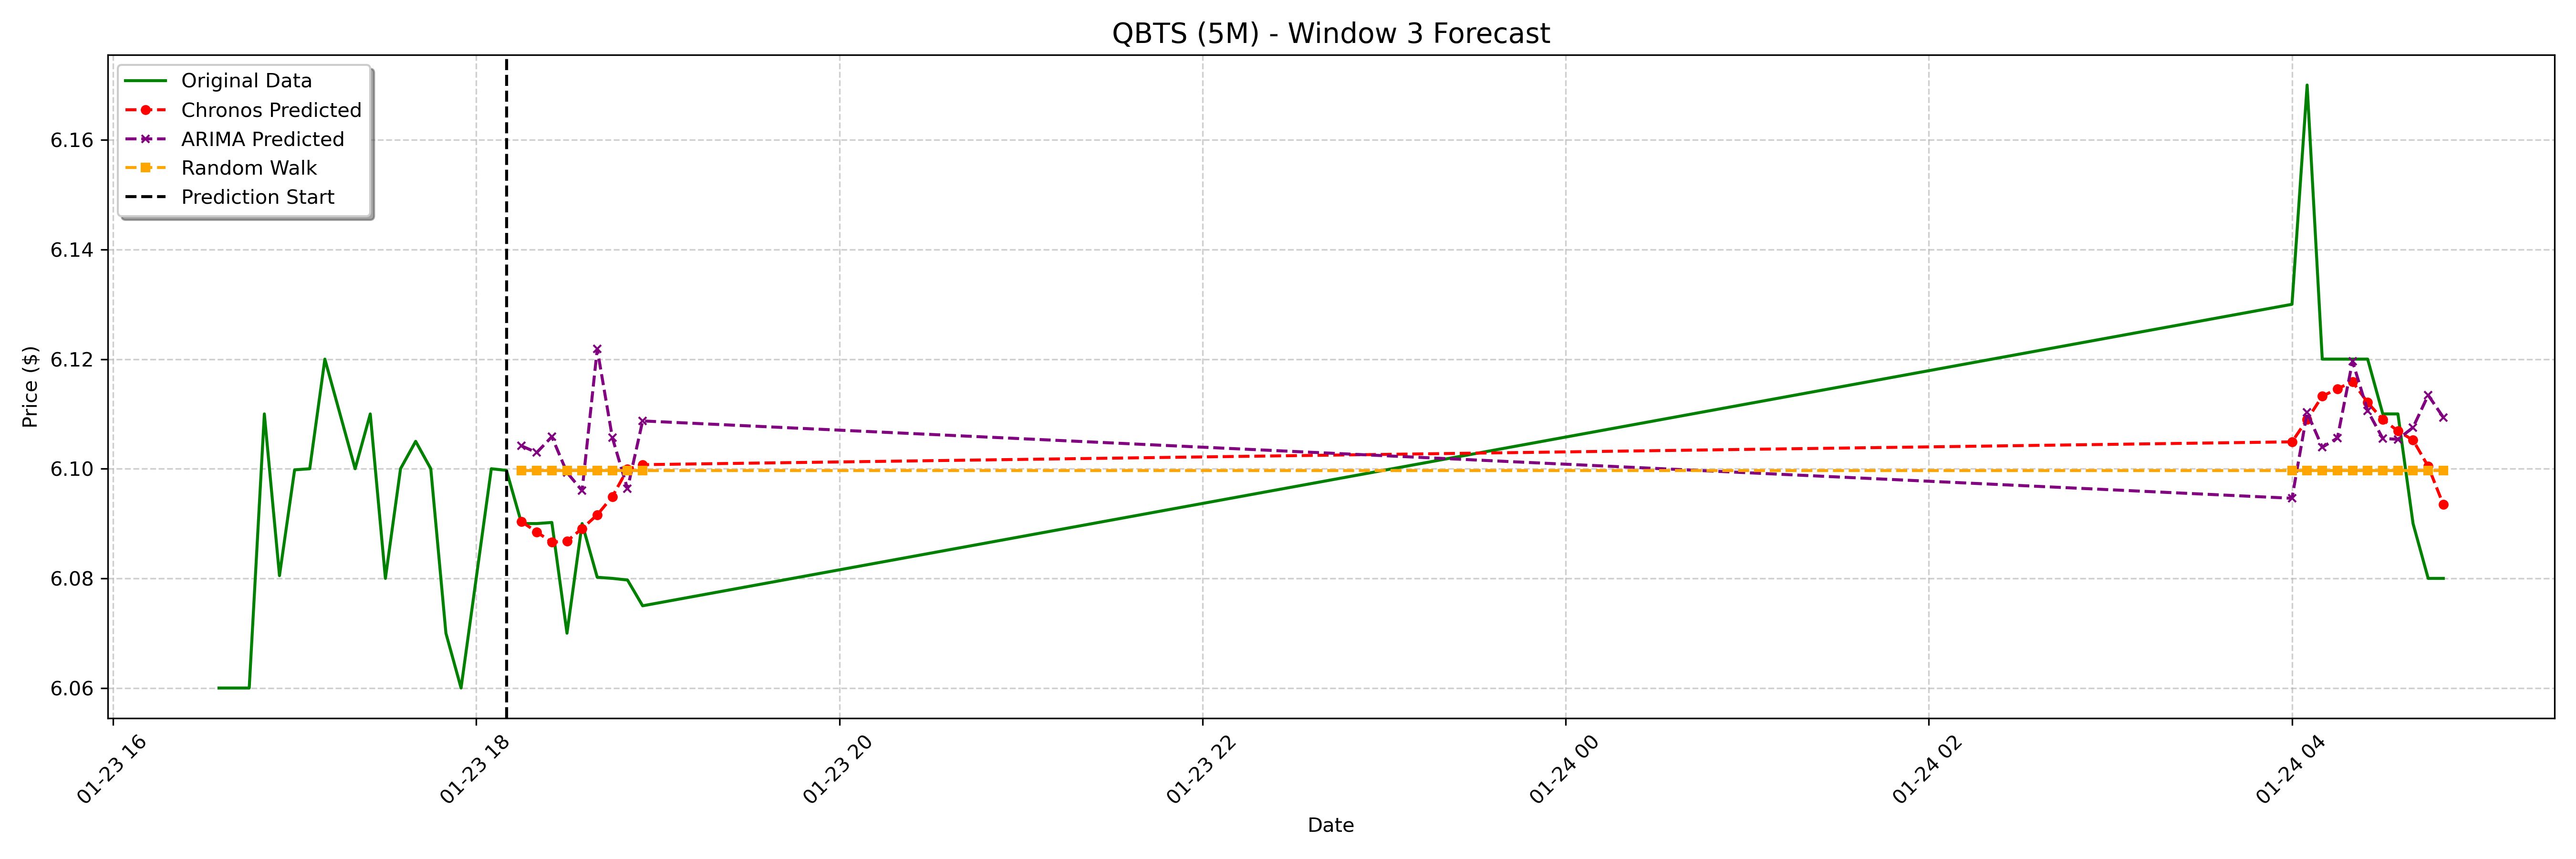 QBTS (5M) - Window 3 Forecast
Original Data
Chronos Predicted
ARIMA Predicted
Random Walk
Prediction Start
Price ($)
6.16
6.14
6.12
6.10
6.08
6.06
01-23 16
01-23 18
01-23 20
01-23 22
01-24 00
01-24 02
01-24 04
Date